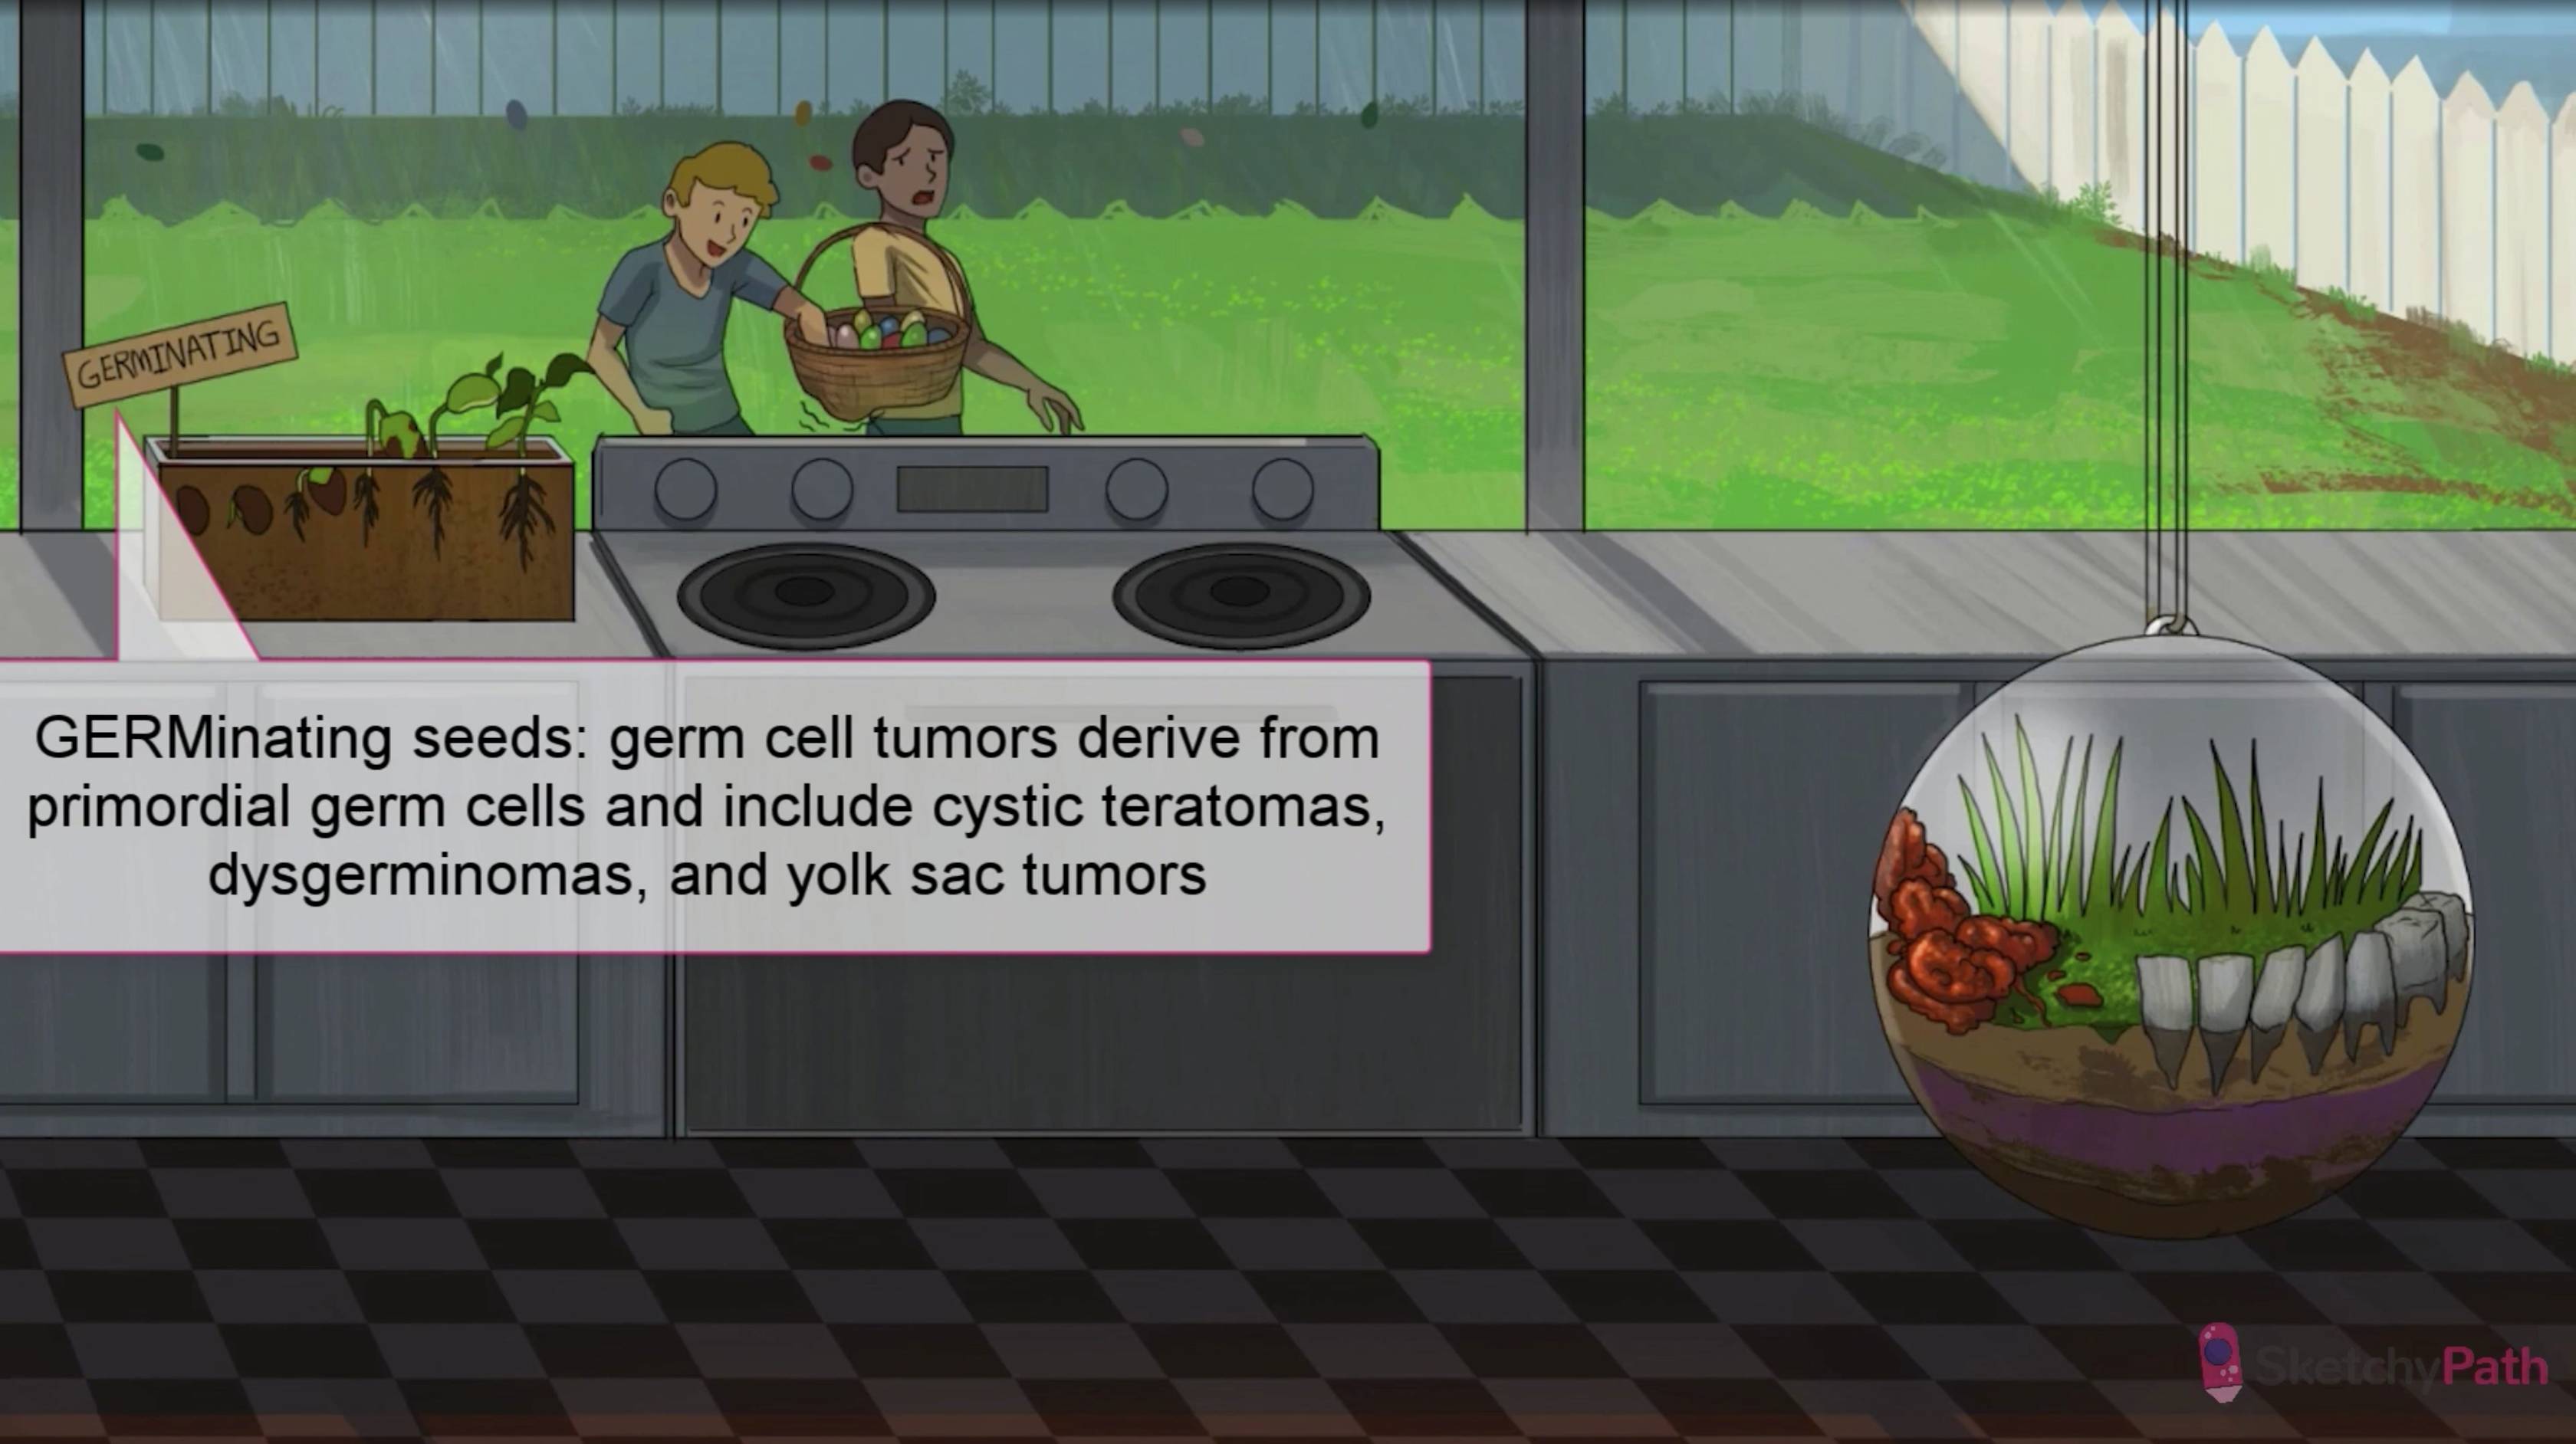 GERMINATING
GERMinating seeds: germ cell tumors derive from
primordial germ cells and include cystic teratomas,
dysgerminomas, and yolk sac tumors
SketchyPath